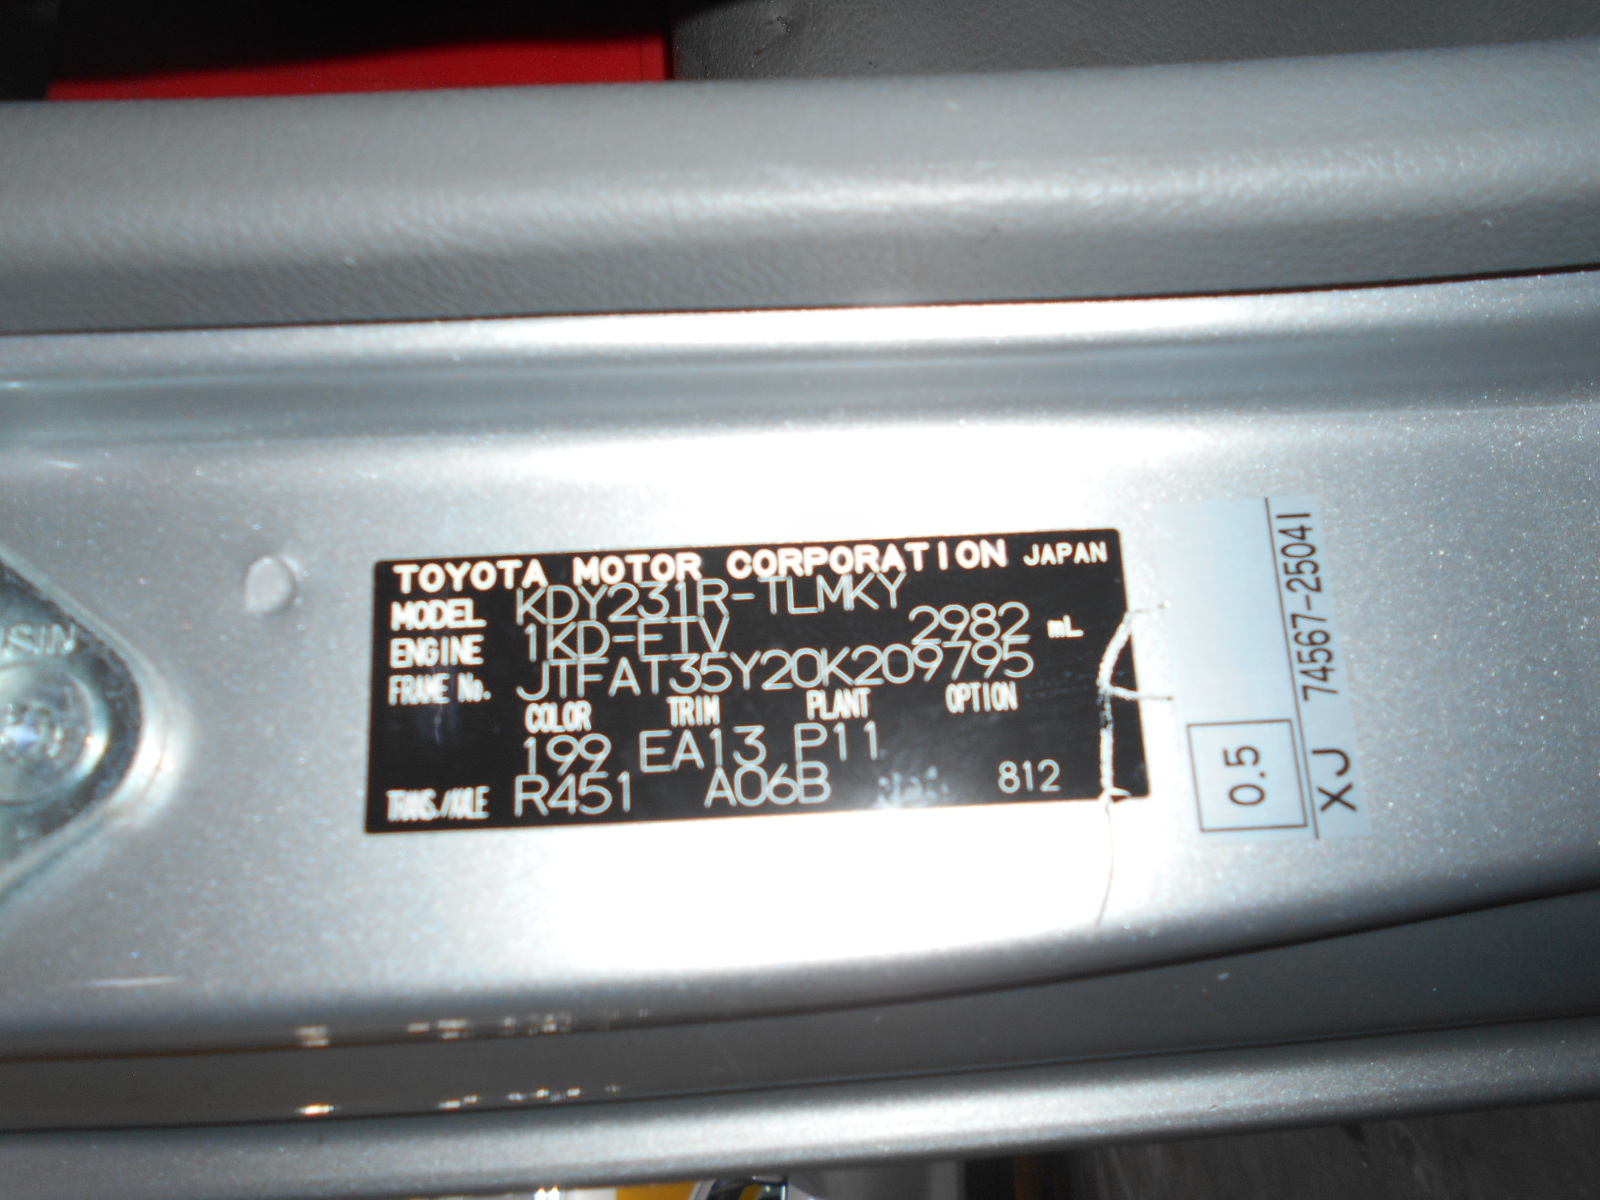 TOYOTA MOTOR CORPORATION JAPAN
MODEL KDY231R-TLMKY
ENGINE 1KD-FTV 2982 mL
FRAME No. JTFAT35Y20K209795
COLOR TRIM PLANT OPTION
199 EA13 P11
TRANS./AXLE R451 A06B 812
0.5
XJ 74567-25041